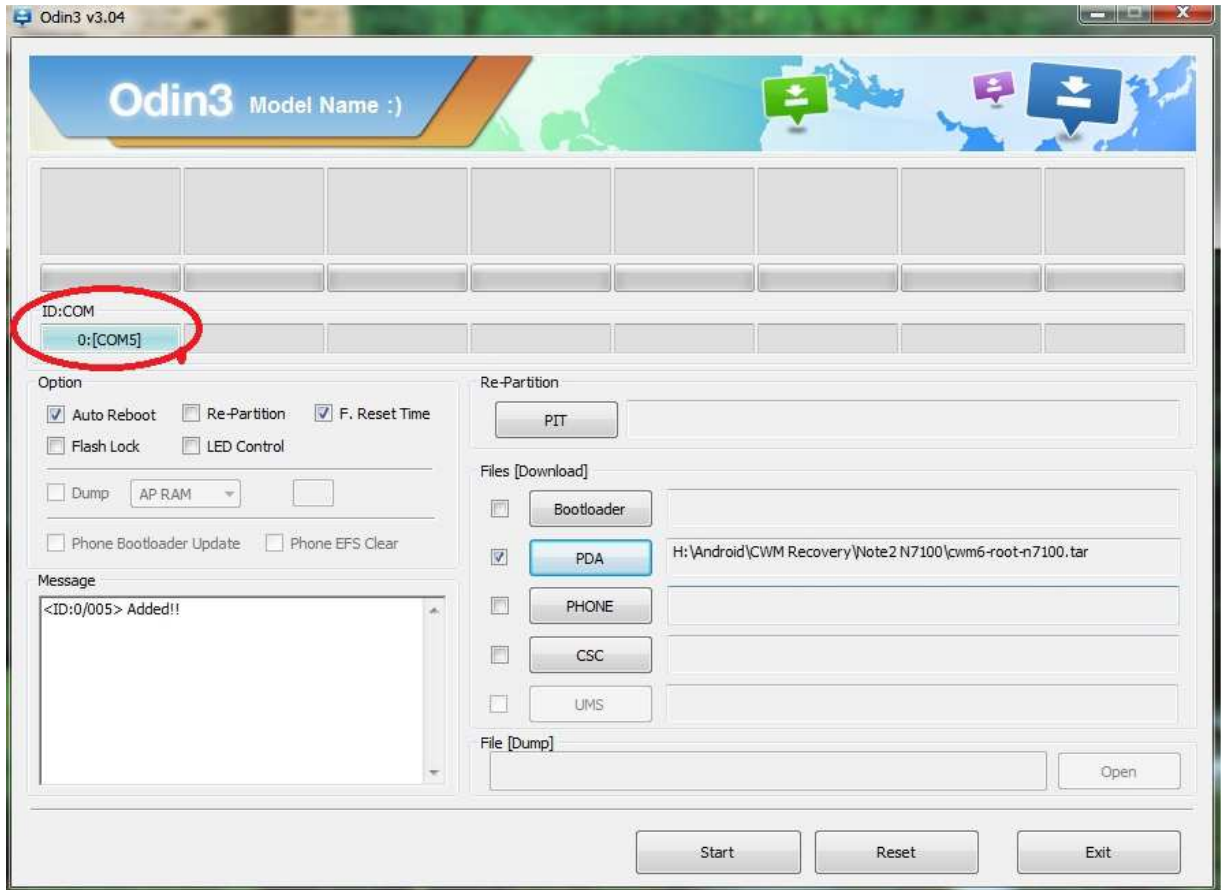 Odin3 v3.04
Odin3 Model Name :)
ID:COM
0:[COM5]
Option
Auto Reboot Re-Partition F. Reset Time
Flash Lock LED Control
Dump AP RAM
Phone Bootloader Update Phone EFS Clear
Message
<ID:0/005> Added!!
Re-Partition
PIT
Files [Download]
Bootloader
PDA H:\Android\CWM Recovery\Note2 N7100\cwm6-root-n7100.tar
PHONE
CSC
UMS
File [Dump]
Open
Start Reset Exit